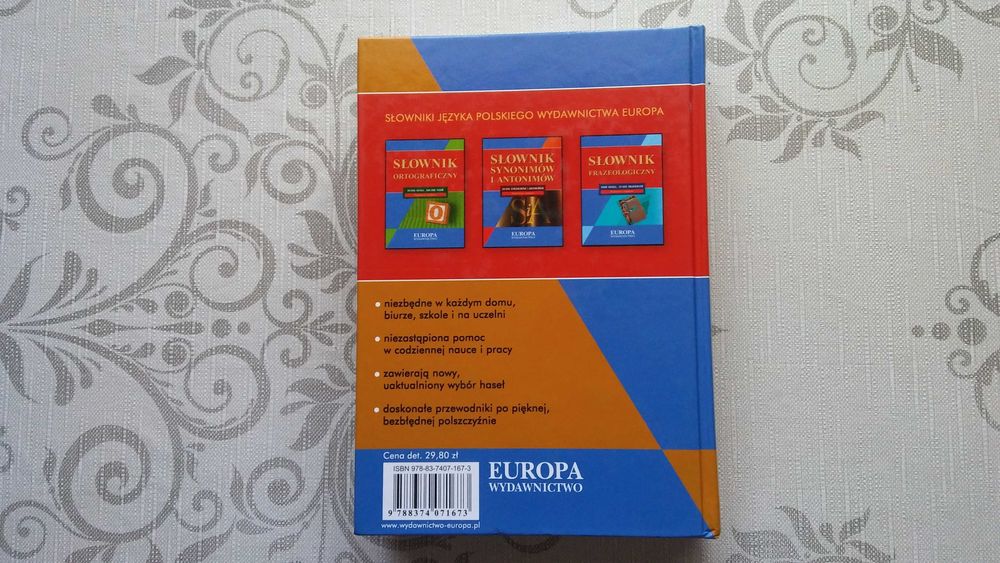 SŁOWNIKI JĘZYKA POLSKIEGO WYDAWNICTWA EUROPA
SŁOWNIK
ORTOGRAFICZNY
O
EUROPA
WYDAWNICTWO
SŁOWNIK
SYNONIMÓW
I ANTONIMÓW
EUROPA
WYDAWNICTWO
SŁOWNIK
FRAZEOLOGICZNY
EUROPA
WYDAWNICTWO
niezbędne w każdym domu,
biurze, szkole i na uczelni
niezastąpiona pomoc
w codziennej nauce i pracy
zawierają nowy,
uaktualniony wybór haseł
doskonałe przewodniki po pięknej,
bezbłędnej polszczyźnie
Cena det. 29,80 zł
ISBN 978-83-7407-167-3
9 788374 071673
www.wydawnictwo-europa.pl
EUROPA
WYDAWNICTWO